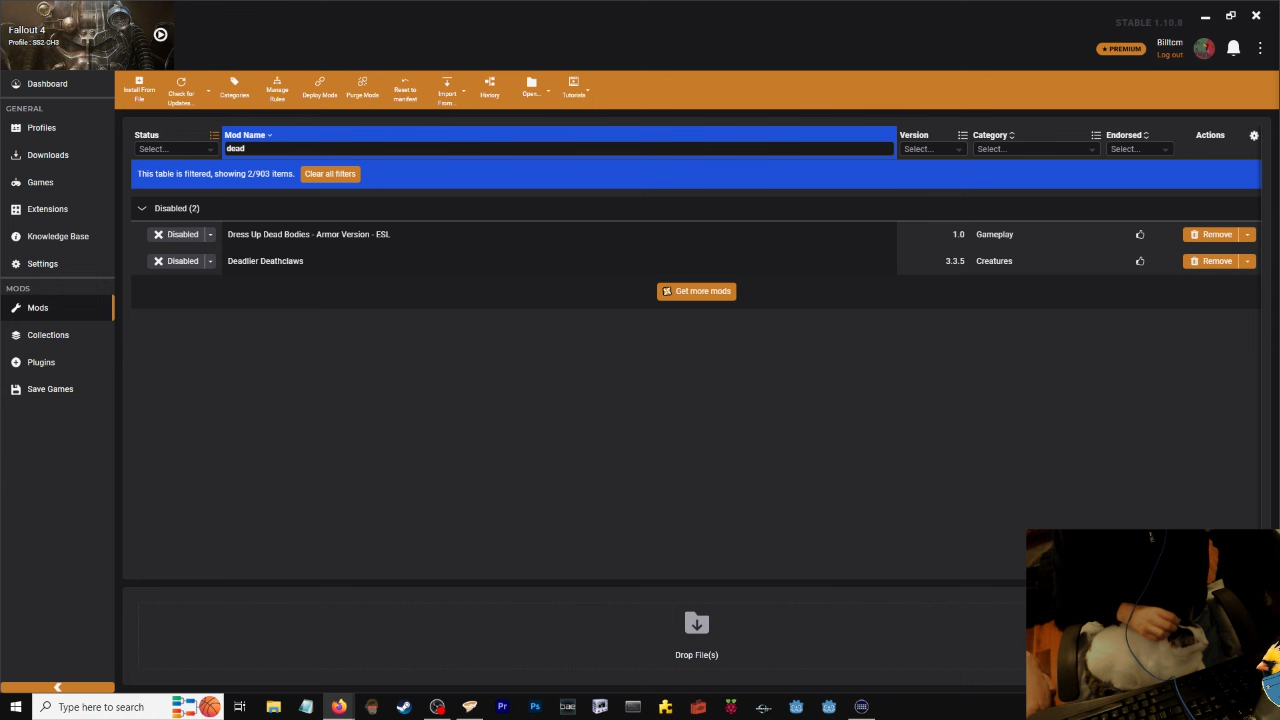 Fallout 4
Profile : SS2 CH3
STABLE 1.10.8
PREMIUM
Billtcm
Log out
Dashboard
GENERAL
Profiles
Downloads
Games
Extensions
Knowledge Base
Settings
MODS
Mods
Collections
Plugins
Save Games
Install From File
Check for Updates...
Categories
Manage Rules
Deploy Mods
Purge Mods
Reset to manifest
Import From...
History
Open...
Tutorials
Status
Mod Name
Version
Category
Endorsed
Actions
Select...
dead
Select...
Select...
Select...
This table is filtered, showing 2/903 items.
Clear all filters
Disabled (2)
Disabled
Dress Up Dead Bodies - Armor Version - ESL
1.0
Gameplay
Remove
Disabled
Deadlier Deathclaws
3.3.5
Creatures
Remove
Get more mods
Drop File(s)
Type here to search
Pr
Ps
bae